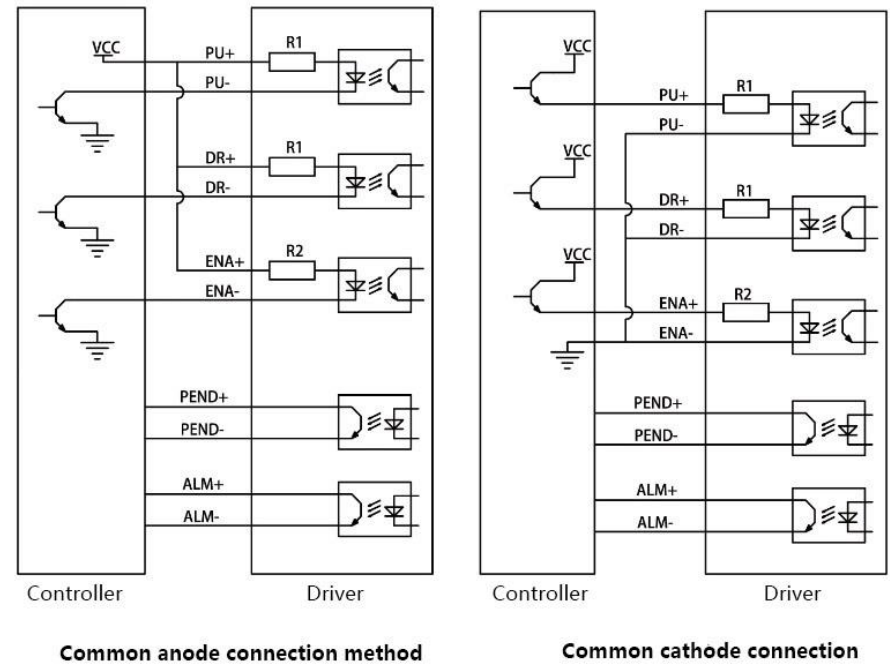 VCC
PU+
R1
PU-
DR+
R1
DR-
ENA+
R2
ENA-
PEND+
PEND-
ALM+
ALM-
Controller
Driver
Common anode connection method
VCC
R1
PU+
PU-
VCC
R1
DR+
DR-
VCC
R2
ENA+
ENA-
PEND+
PEND-
ALM+
ALM-
Controller
Driver
Common cathode connection